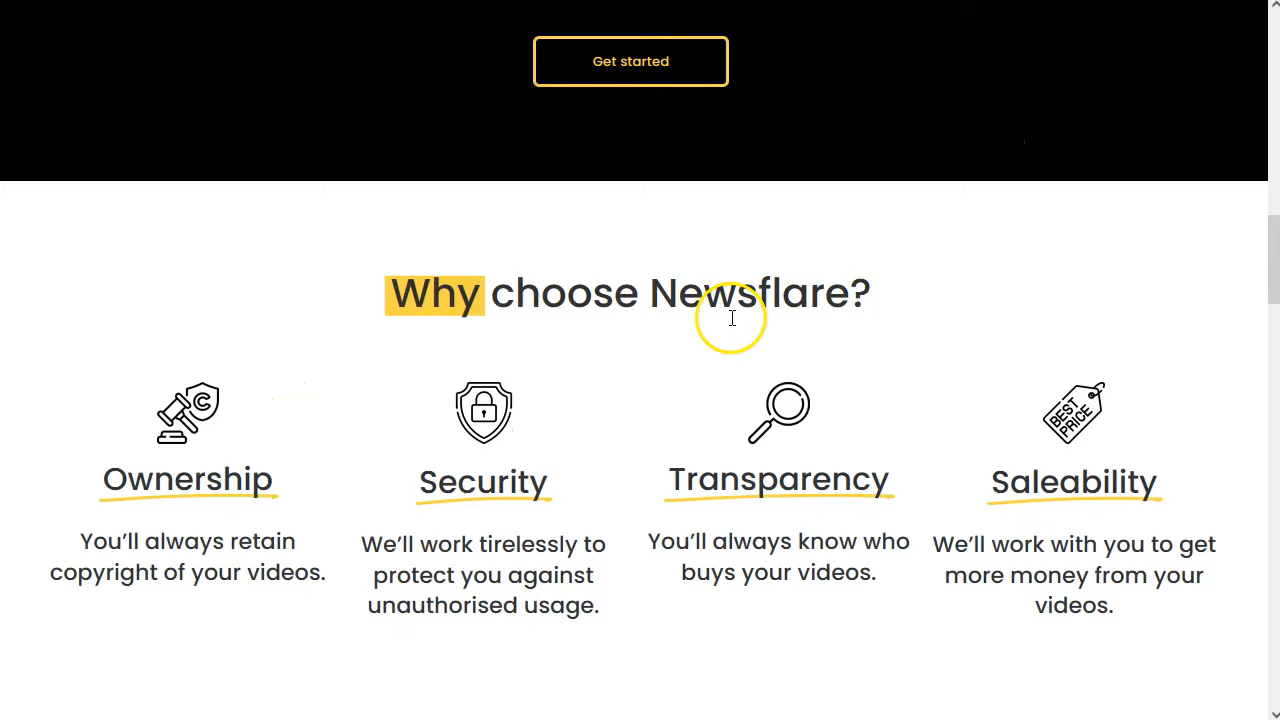 Get started
Why choose Newsflare?
BEST
PRICE
Ownership
Security
Transparency
Saleability
You'll always retain
copyright of your videos.
We'll work tirelessly to
protect you against
unauthorised usage.
You'll always know who
buys your videos.
We'll work with you to get
more money from your
videos.